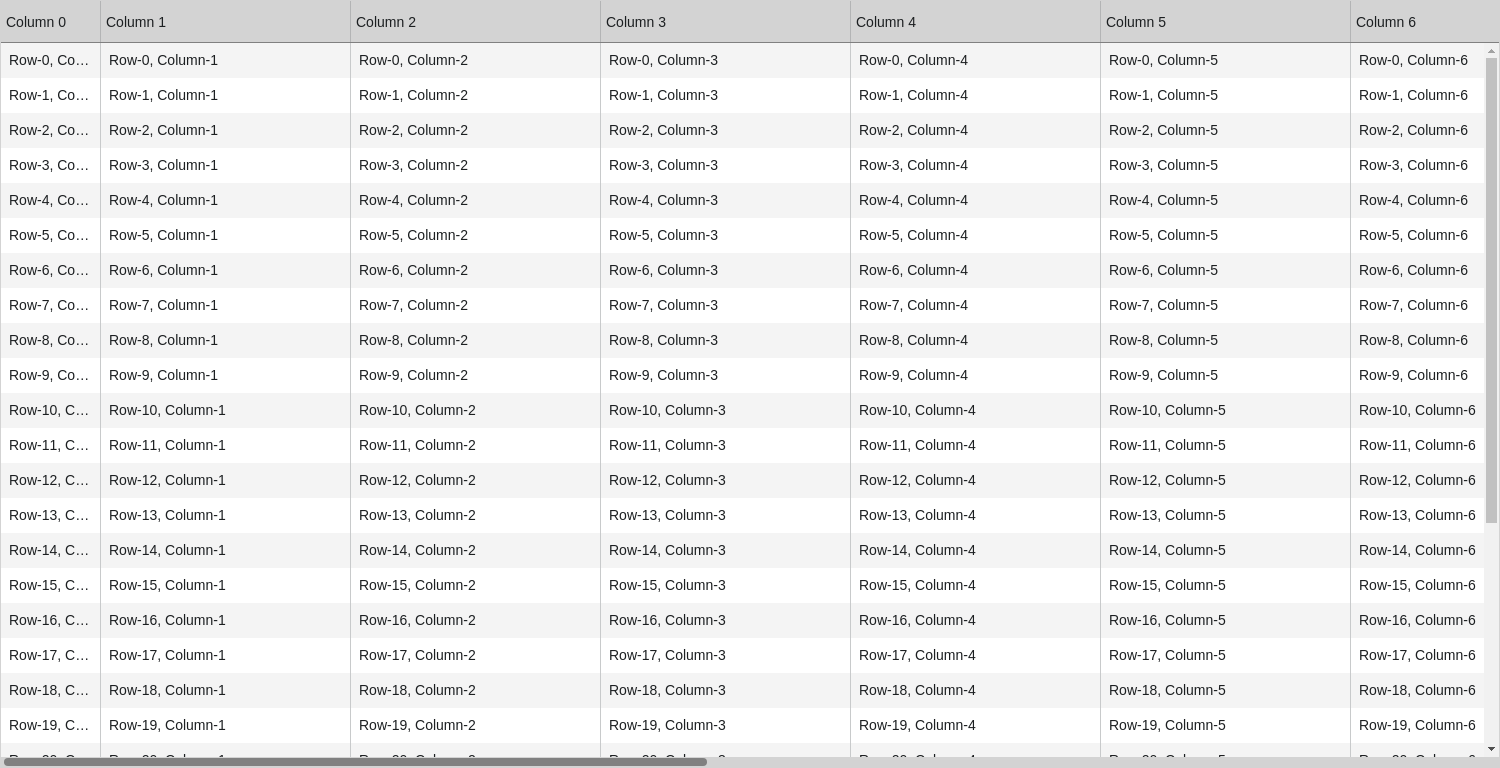 Column 0 Column 1 Column 2 Column 3 Column 4 Column 5 Column 6
Row-0, Co… Row-0, Column-1 Row-0, Column-2 Row-0, Column-3 Row-0, Column-4 Row-0, Column-5 Row-0, Column-6
Row-1, Co… Row-1, Column-1 Row-1, Column-2 Row-1, Column-3 Row-1, Column-4 Row-1, Column-5 Row-1, Column-6
Row-2, Co… Row-2, Column-1 Row-2, Column-2 Row-2, Column-3 Row-2, Column-4 Row-2, Column-5 Row-2, Column-6
Row-3, Co… Row-3, Column-1 Row-3, Column-2 Row-3, Column-3 Row-3, Column-4 Row-3, Column-5 Row-3, Column-6
Row-4, Co… Row-4, Column-1 Row-4, Column-2 Row-4, Column-3 Row-4, Column-4 Row-4, Column-5 Row-4, Column-6
Row-5, Co… Row-5, Column-1 Row-5, Column-2 Row-5, Column-3 Row-5, Column-4 Row-5, Column-5 Row-5, Column-6
Row-6, Co… Row-6, Column-1 Row-6, Column-2 Row-6, Column-3 Row-6, Column-4 Row-6, Column-5 Row-6, Column-6
Row-7, Co… Row-7, Column-1 Row-7, Column-2 Row-7, Column-3 Row-7, Column-4 Row-7, Column-5 Row-7, Column-6
Row-8, Co… Row-8, Column-1 Row-8, Column-2 Row-8, Column-3 Row-8, Column-4 Row-8, Column-5 Row-8, Column-6
Row-9, Co… Row-9, Column-1 Row-9, Column-2 Row-9, Column-3 Row-9, Column-4 Row-9, Column-5 Row-9, Column-6
Row-10, C… Row-10, Column-1 Row-10, Column-2 Row-10, Column-3 Row-10, Column-4 Row-10, Column-5 Row-10, Column-6
Row-11, C… Row-11, Column-1 Row-11, Column-2 Row-11, Column-3 Row-11, Column-4 Row-11, Column-5 Row-11, Column-6
Row-12, C… Row-12, Column-1 Row-12, Column-2 Row-12, Column-3 Row-12, Column-4 Row-12, Column-5 Row-12, Column-6
Row-13, C… Row-13, Column-1 Row-13, Column-2 Row-13, Column-3 Row-13, Column-4 Row-13, Column-5 Row-13, Column-6
Row-14, C… Row-14, Column-1 Row-14, Column-2 Row-14, Column-3 Row-14, Column-4 Row-14, Column-5 Row-14, Column-6
Row-15, C… Row-15, Column-1 Row-15, Column-2 Row-15, Column-3 Row-15, Column-4 Row-15, Column-5 Row-15, Column-6
Row-16, C… Row-16, Column-1 Row-16, Column-2 Row-16, Column-3 Row-16, Column-4 Row-16, Column-5 Row-16, Column-6
Row-17, C… Row-17, Column-1 Row-17, Column-2 Row-17, Column-3 Row-17, Column-4 Row-17, Column-5 Row-17, Column-6
Row-18, C… Row-18, Column-1 Row-18, Column-2 Row-18, Column-3 Row-18, Column-4 Row-18, Column-5 Row-18, Column-6
Row-19, C… Row-19, Column-1 Row-19, Column-2 Row-19, Column-3 Row-19, Column-4 Row-19, Column-5 Row-19, Column-6